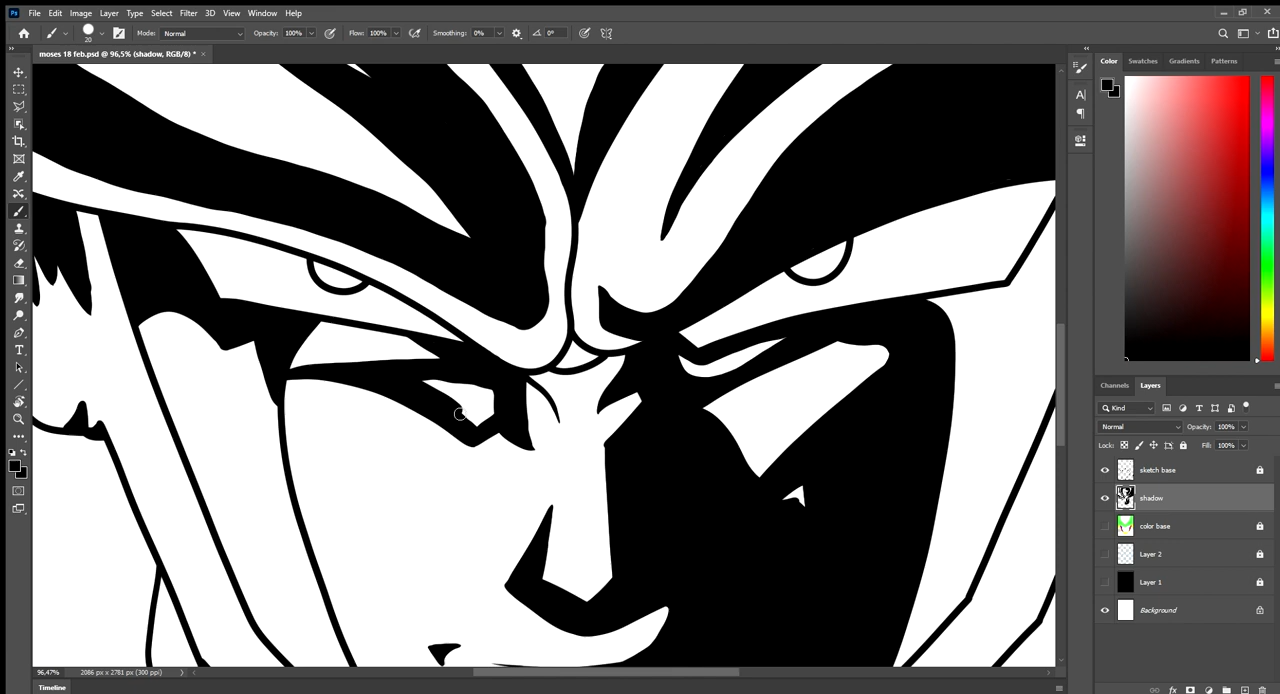 Ps File Edit Image Layer Type Select Filter 3D View Window Help
20 Mode: Normal Opacity: 100% Flow: 100% Smoothing: 0% 0°
moses 18 feb.psd @ 96,5% (shadow, RGB/8) * ×
Color Swatches Gradients Patterns
Channels Layers
Kind
Normal Opacity: 100%
Lock: Fill: 100%
sketch base
shadow
color base
Layer 2
Layer 1
Background
96,47% 2086 px x 2781 px (300 ppi)
Timeline